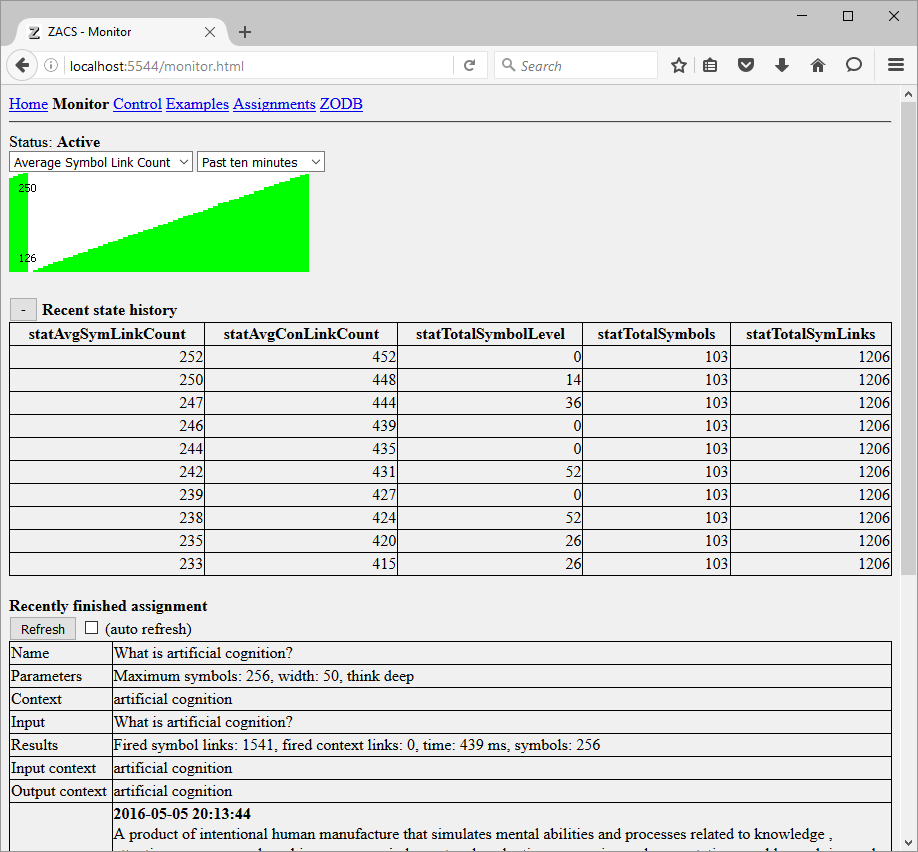 ZACS - Monitor
localhost:5544/monitor.html
Search
Home Monitor Control Examples Assignments ZODB
Status: Active
Average Symbol Link Count Past ten minutes
250
126
- Recent state history
statAvgSymLinkCount statAvgConLinkCount statTotalSymbolLevel statTotalSymbols statTotalSymLinks
252 452 0 103 1206
250 448 14 103 1206
247 444 36 103 1206
246 439 0 103 1206
244 435 0 103 1206
242 431 52 103 1206
239 427 0 103 1206
238 424 52 103 1206
235 420 26 103 1206
233 415 26 103 1206
Recently finished assignment
Refresh (auto refresh)
Name What is artificial cognition?
Parameters Maximum symbols: 256, width: 50, think deep
Context artificial cognition
Input What is artificial cognition?
Results Fired symbol links: 1541, fired context links: 0, time: 439 ms, symbols: 256
Input context artificial cognition
Output context artificial cognition
2016-05-05 20:13:44
A product of intentional human manufacture that simulates mental abilities and processes related to knowledge ,